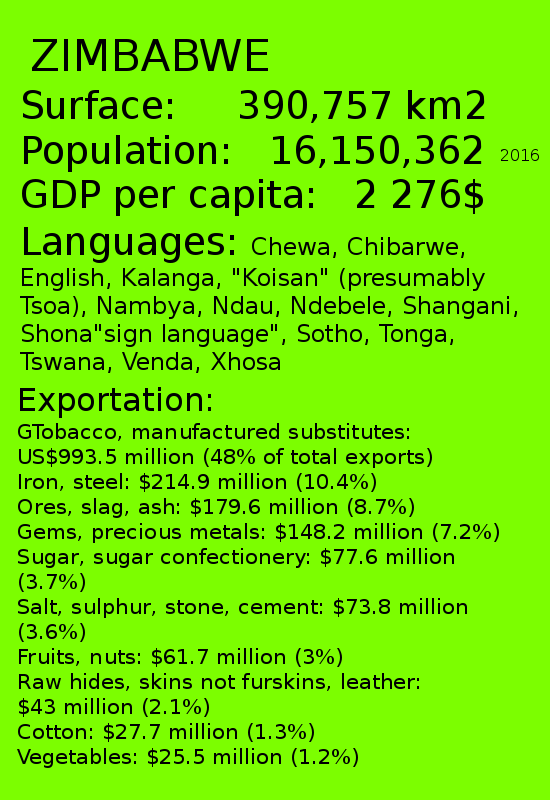 ZIMBABWE
Surface: 390,757 km2
Population: 16,150,362 2016
GDP per capita: 2 276$
Languages: Chewa, Chibarwe,
English, Kalanga, "Koisan" (presumably
Tsoa), Nambya, Ndau, Ndebele, Shangani,
Shona"sign language", Sotho, Tonga,
Tswana, Venda, Xhosa
Exportation:
GTobacco, manufactured substitutes:
US$993.5 million (48% of total exports)
Iron, steel: $214.9 million (10.4%)
Ores, slag, ash: $179.6 million (8.7%)
Gems, precious metals: $148.2 million (7.2%)
Sugar, sugar confectionery: $77.6 million
(3.7%)
Salt, sulphur, stone, cement: $73.8 million
(3.6%)
Fruits, nuts: $61.7 million (3%)
Raw hides, skins not furskins, leather:
$43 million (2.1%)
Cotton: $27.7 million (1.3%)
Vegetables: $25.5 million (1.2%)